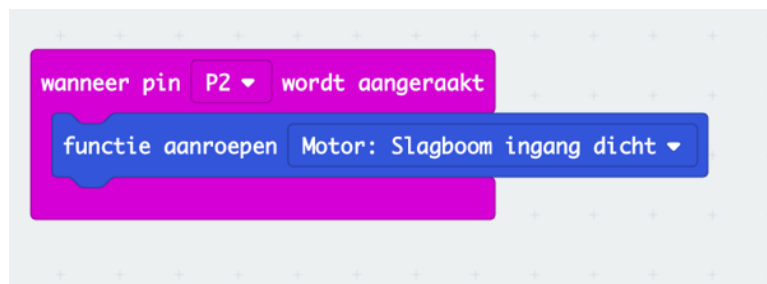 wanneer pin P2 wordt aangeraakt
functie aanroepen Motor: Slagboom ingang dicht